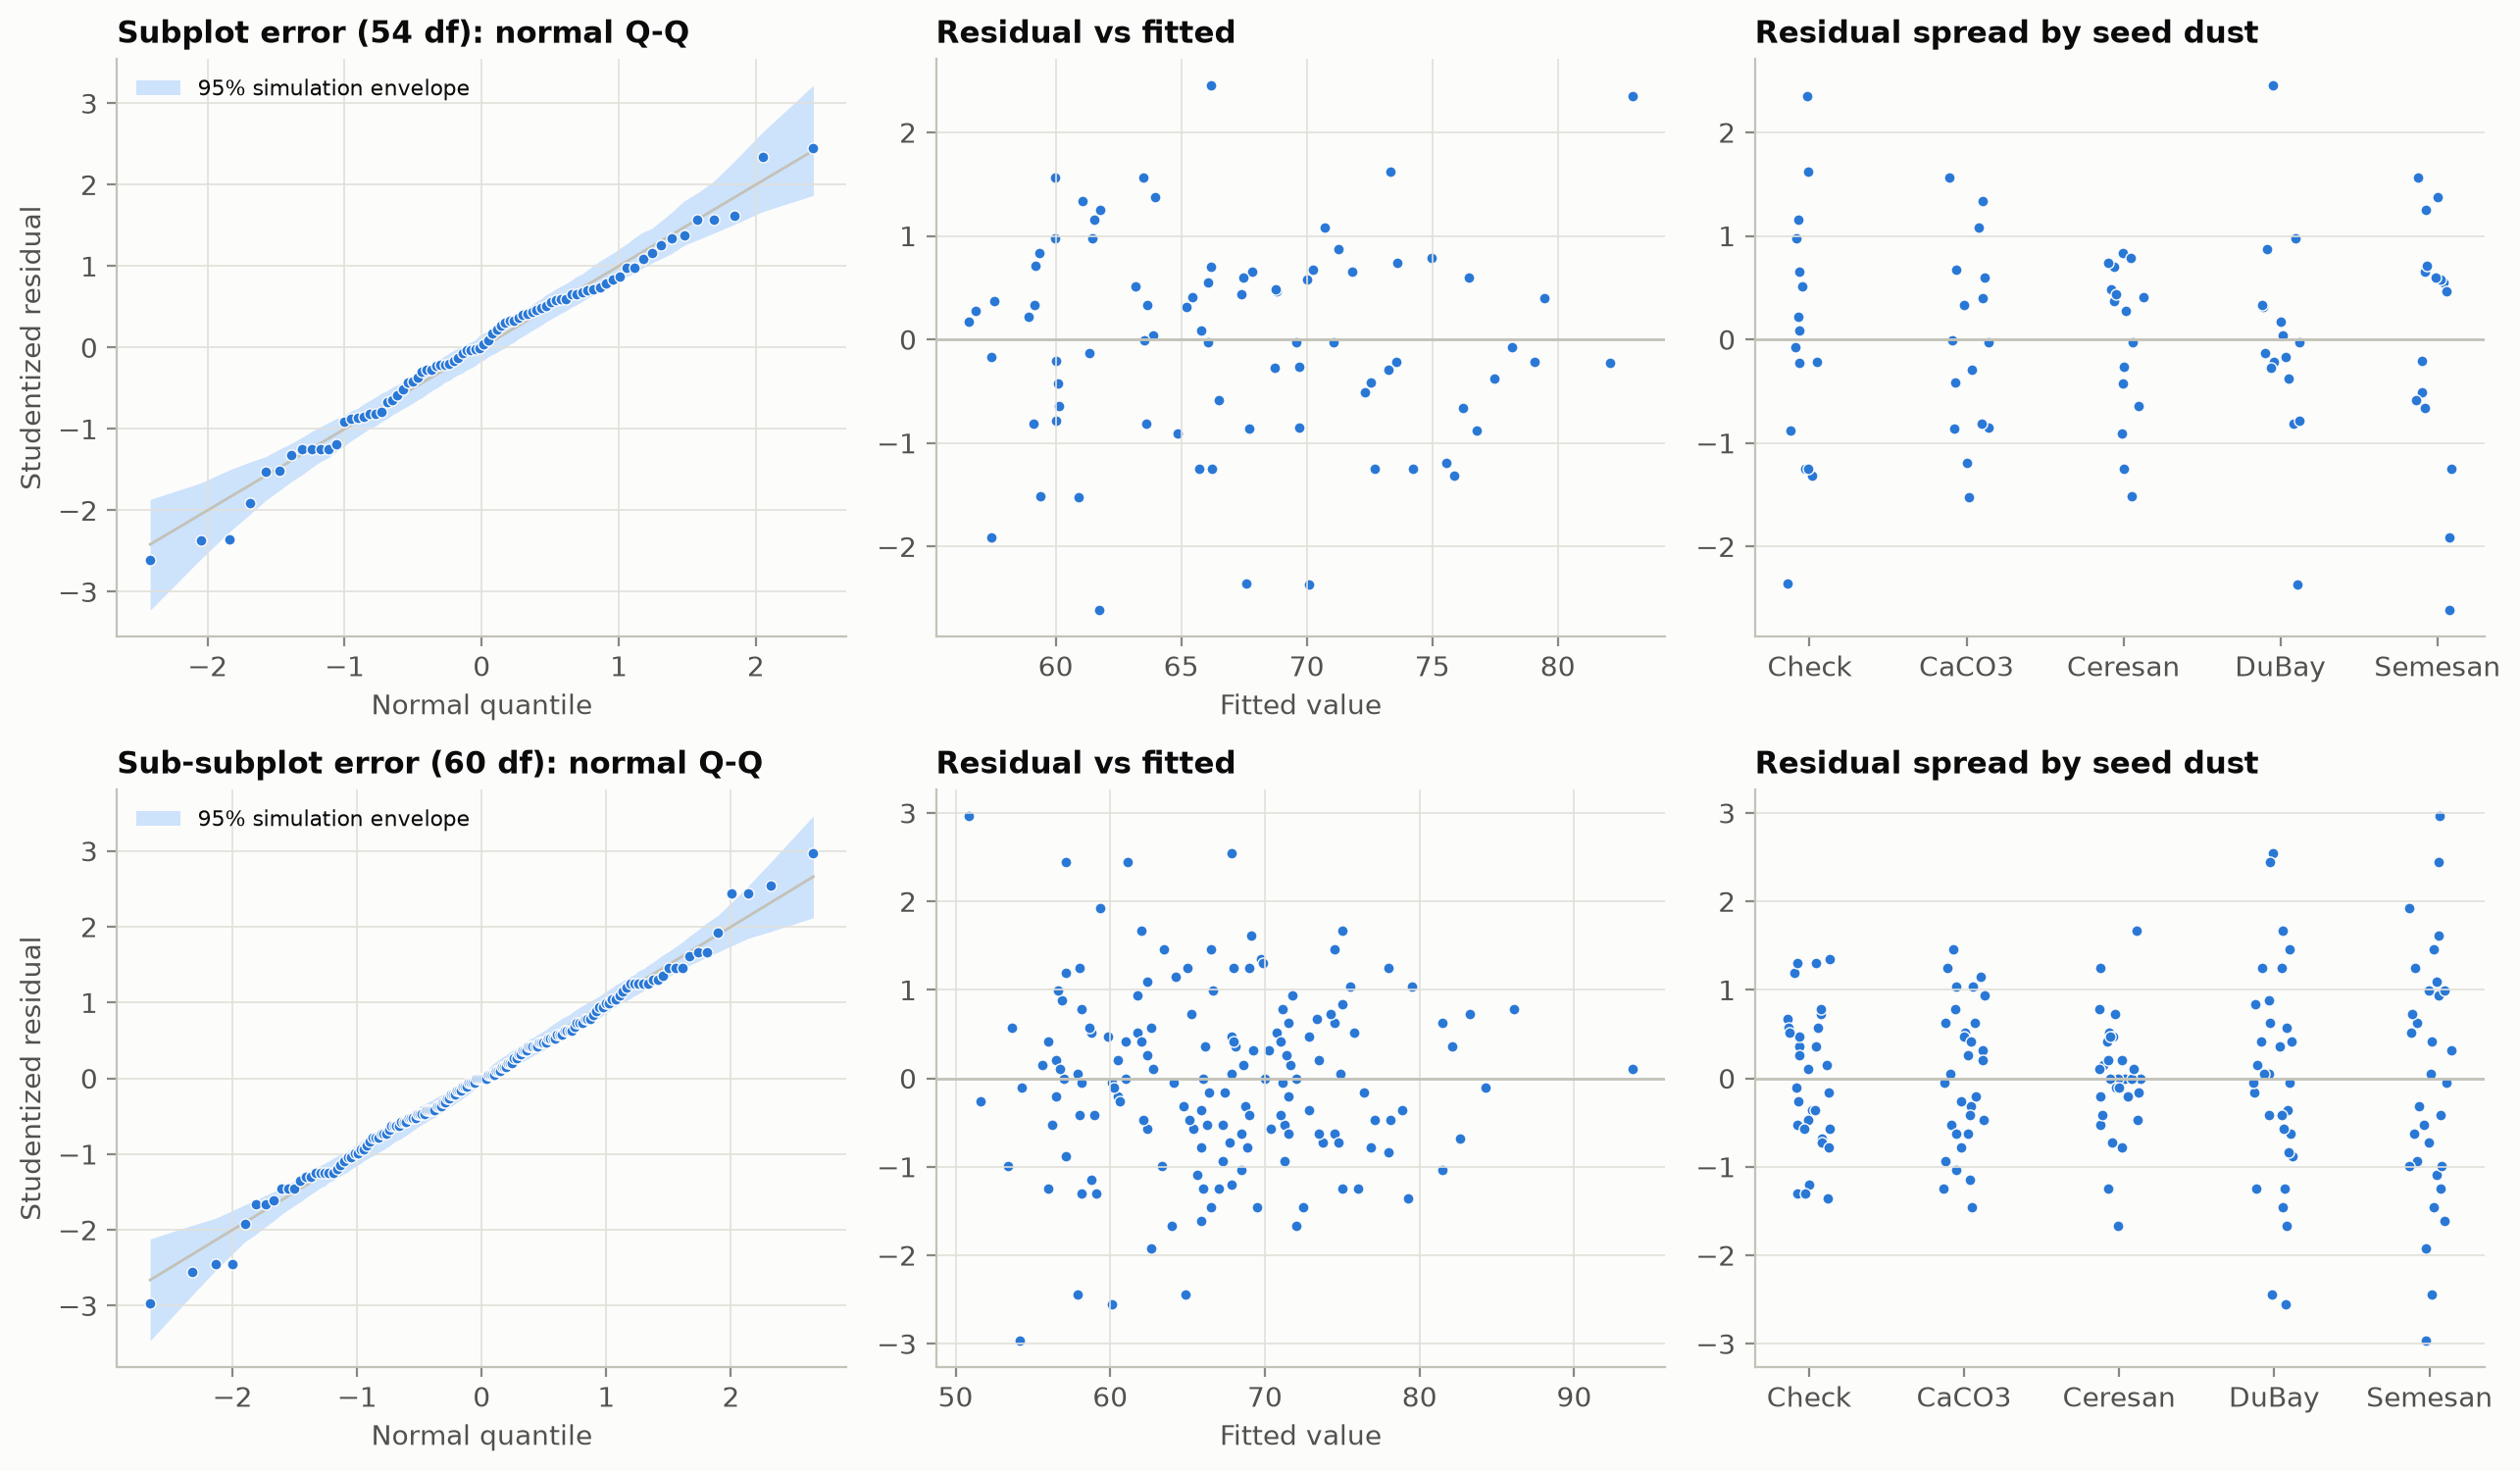 Subplot error (54 df): normal Q-Q
95% simulation envelope
3
2
1
0
−1
−2
−3
Studentized residual
−2
−1
0
1
2
Normal quantile
Residual vs fitted
2
1
0
−1
−2
60
65
70
75
80
Fitted value
Residual spread by seed dust
2
1
0
−1
−2
Check
CaCO3
Ceresan
DuBay
Semesan
Sub-subplot error (60 df): normal Q-Q
95% simulation envelope
3
2
1
0
−1
−2
−3
Studentized residual
−2
−1
0
1
2
Normal quantile
Residual vs fitted
3
2
1
0
−1
−2
−3
50
60
70
80
90
Fitted value
Residual spread by seed dust
3
2
1
0
−1
−2
−3
Check
CaCO3
Ceresan
DuBay
Semesan